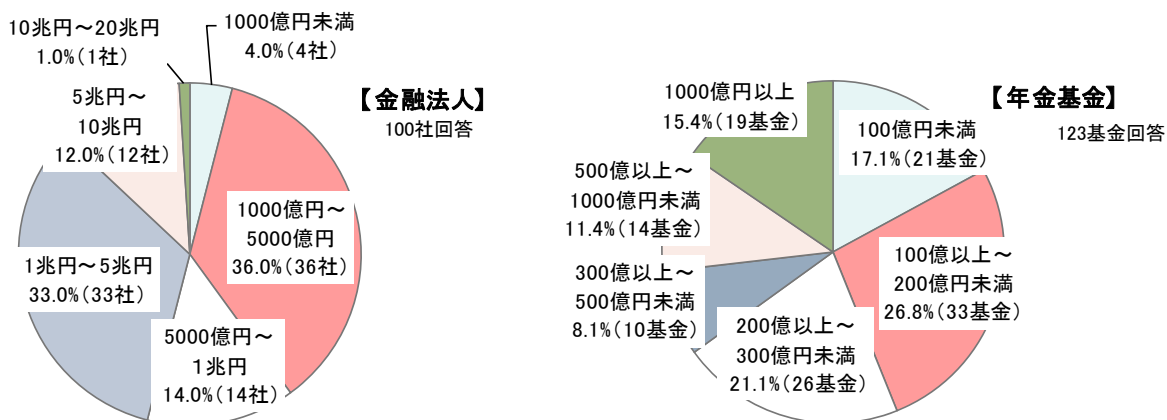 【金融法人】
100社回答
1000億円未満
4.0%(4社)
1000億円～
5000億円
36.0%(36社)
5000億円～
1兆円
14.0%(14社)
1兆円～5兆円
33.0%(33社)
5兆円～
10兆円
12.0%(12社)
10兆円～20兆円
1.0%(1社)
【年金基金】
123基金回答
100億円未満
17.1%(21基金)
100億以上～
200億円未満
26.8%(33基金)
200億以上～
300億円未満
21.1%(26基金)
300億以上～
500億円未満
8.1%(10基金)
500億以上～
1000億円未満
11.4%(14基金)
1000億円以上
15.4%(19基金)